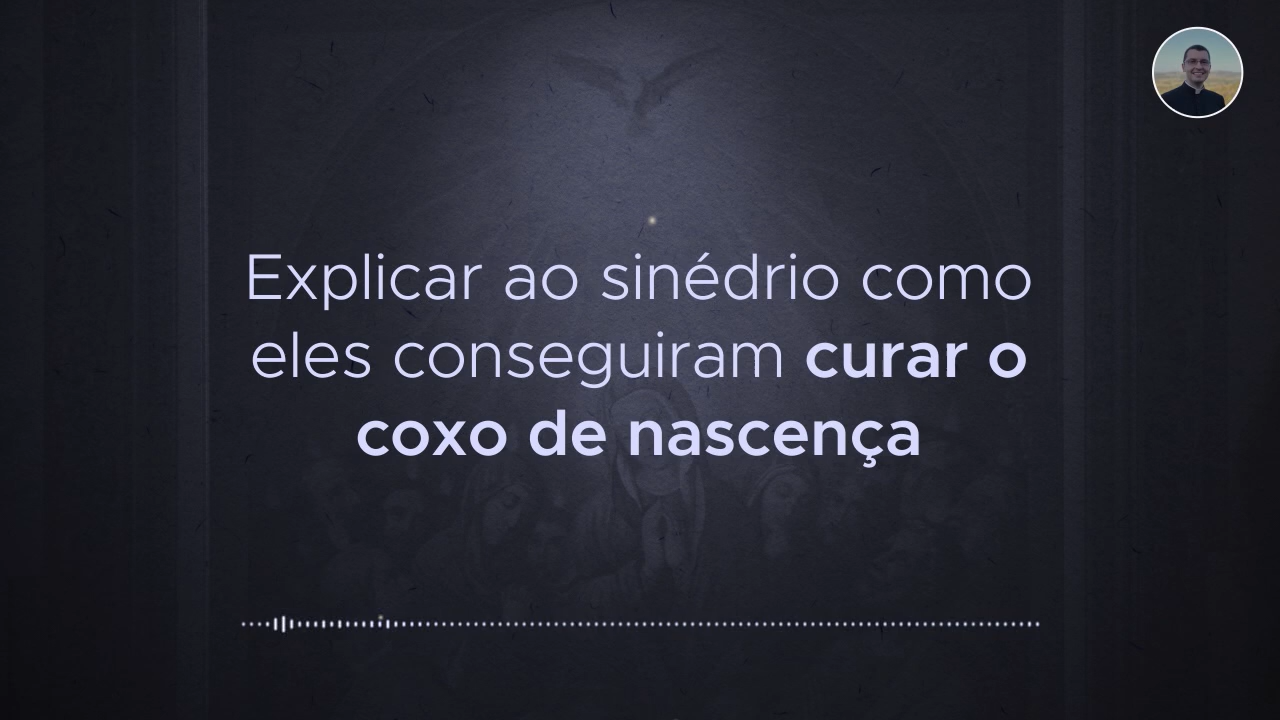 Explicar ao sinédrio como
eles conseguiram curar o
coxo de nascença